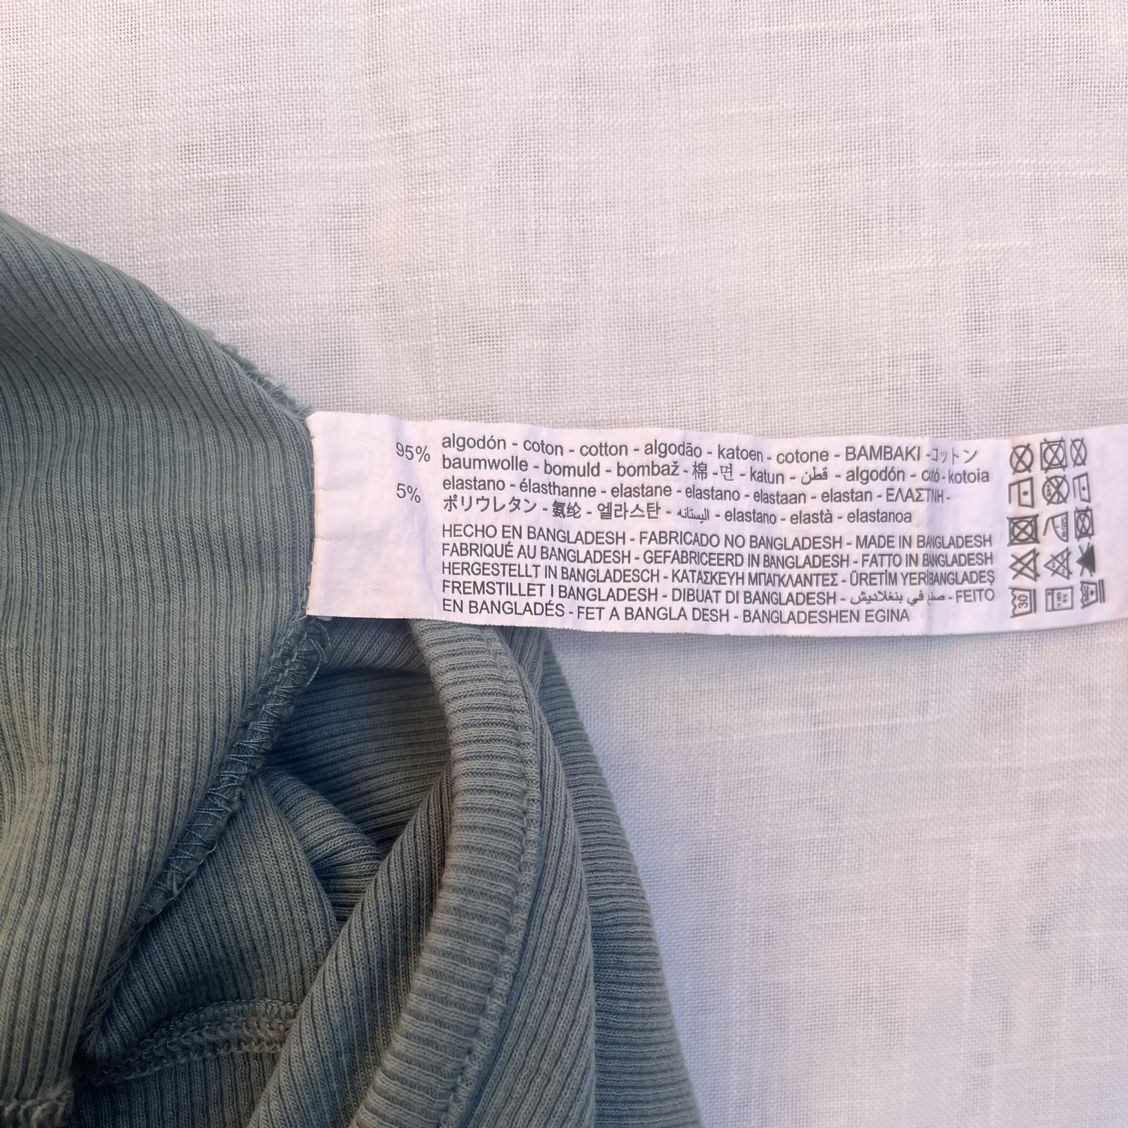 95% algodón - coton - cotton - algodão - katoen - cotone - BAMBAKI - コットン
baumwolle - bomuld - bombaž - 棉 - 면 - katun - قطن - algodón - cotó - kotoia
5% elastano - élasthanne - elastane - elastano - elastaan - elastan - ΕΛΑΣΤΙΝΗ -
ポリウレタン - 氨纶 - 엘라스탄 - اليستانه - elastano - elastà - elastanoa
HECHO EN BANGLADESH - FABRICADO NO BANGLADESH - MADE IN BANGLADESH
FABRIQUÉ AU BANGLADESH - GEFABRICEERD IN BANGLADESH - FATTO IN BANGLADESH
HERGESTELLT IN BANGLADESCH - ΚΑΤΑΣΚΕΥΗ ΜΠΑΓΚΛΑΝΤΕΣ - ÜRETİM YERİ BANGLADEŞ
FREMSTILLET I BANGLADESH - DIBUAT DI BANGLADESH - صنع في بنغلاديش - FEITO
EN BANGLADÉS - FET A BANGLA DESH - BANGLADESHEN EGINA
30